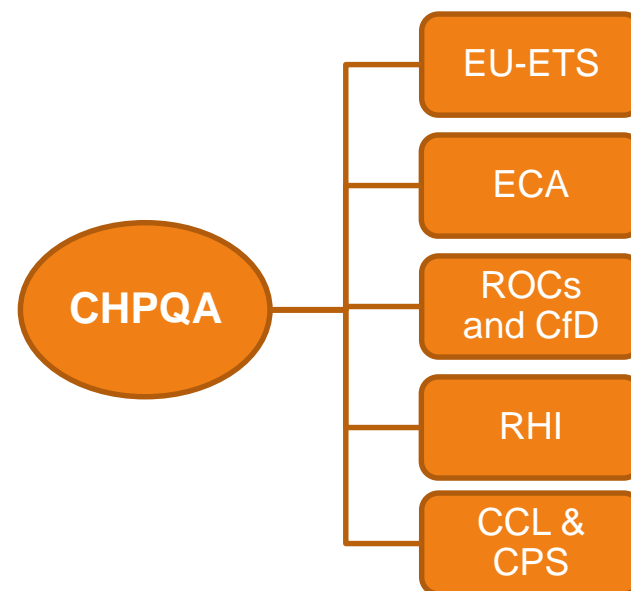 EU-ETS
ECA
CHPQA
ROCs
and CfD
RHI
CCL &
CPS